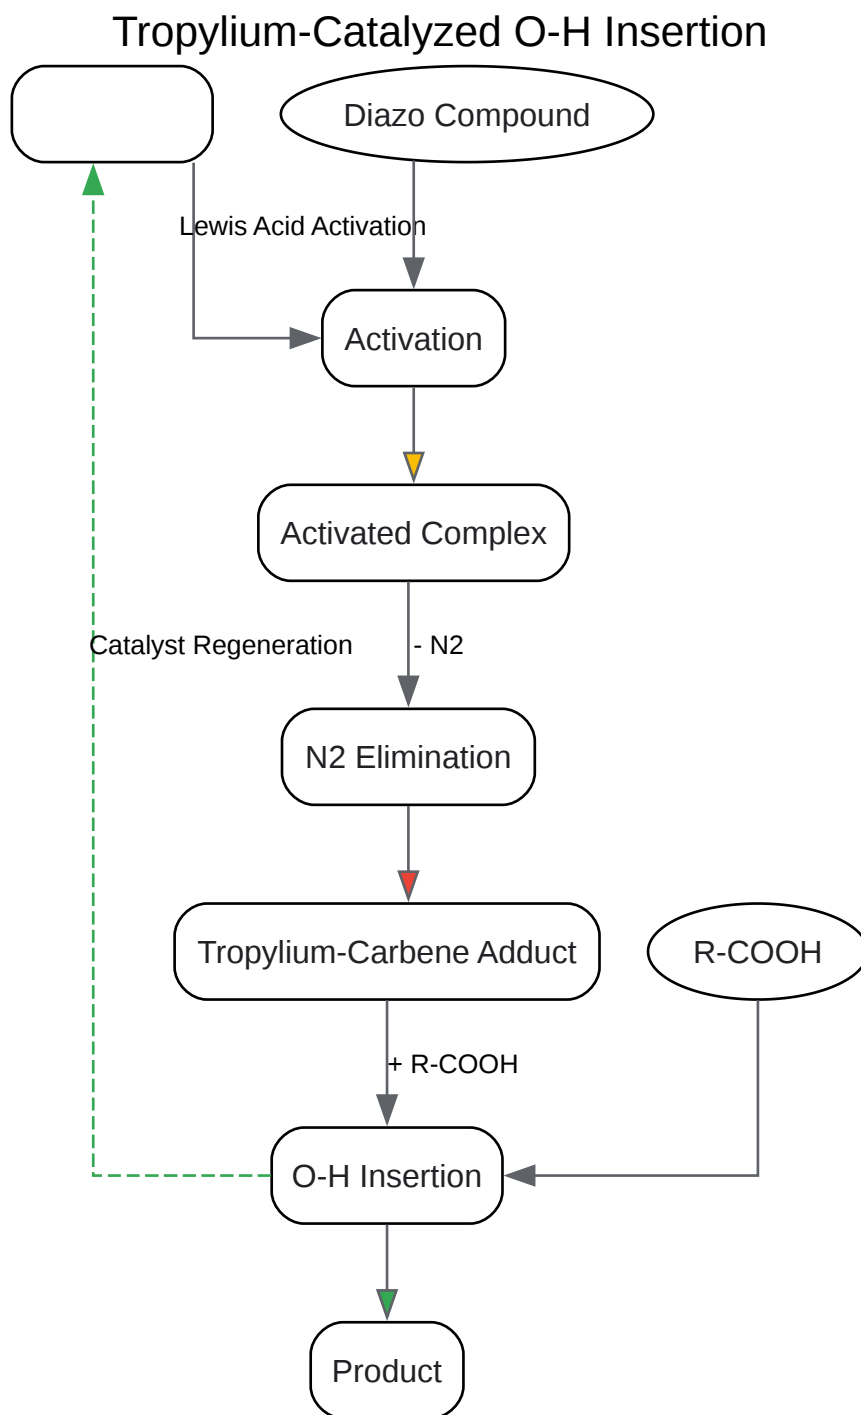 Tropylium-Catalyzed O-H Insertion
Diazo Compound
Lewis Acid Activation
Activation
Activated Complex
Catalyst Regeneration
- N2
N2 Elimination
Tropylium-Carbene Adduct
R-COOH
+ R-COOH
O-H Insertion
Product